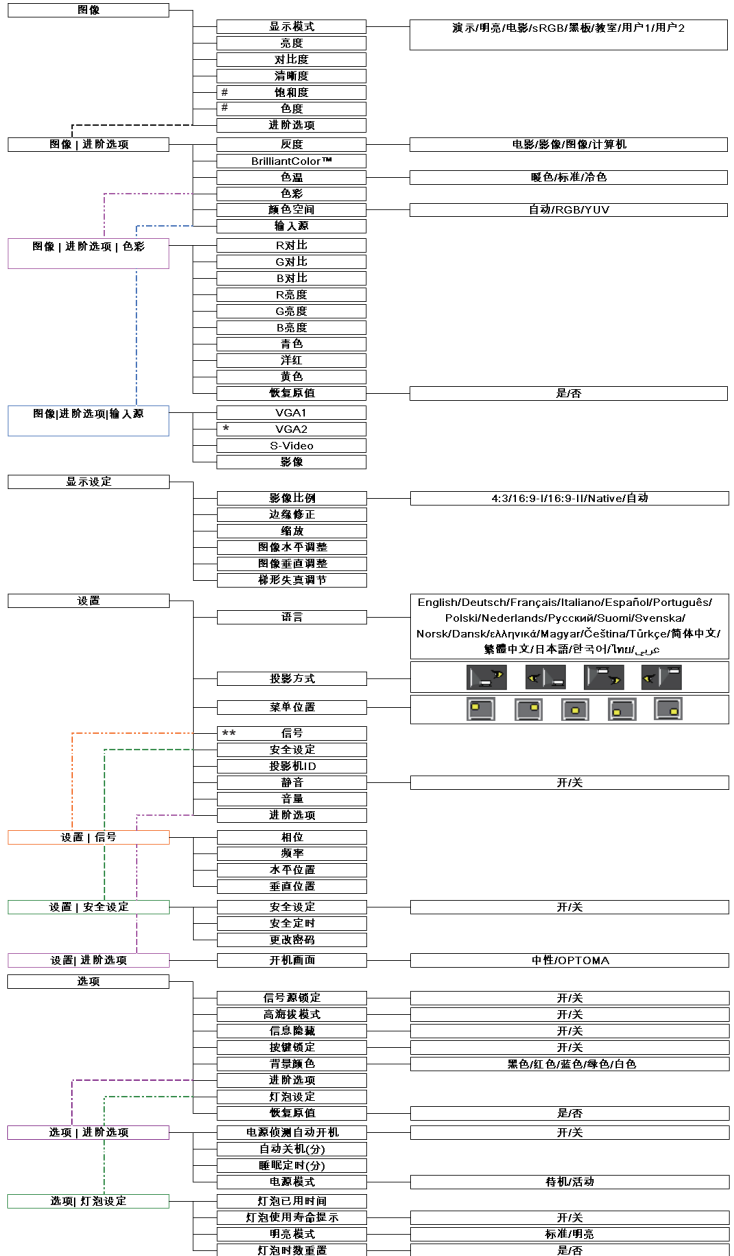 图像
显示模式 演示/明亮/电影/sRGB/黑板/教室/用户1/用户2
亮度
对比度
清晰度
# 饱和度
# 色度
进阶选项
图像 | 进阶选项 灰度 电影/影像/图像/计算机
BrilliantColor™
色温 暖色/标准/冷色
色彩
颜色空间 自动/RGB/YUV
输入源
图像 | 进阶选项 | 色彩 R对比
G对比
B对比
R亮度
G亮度
B亮度
青色
洋红
黄色
恢复原值 是/否
图像|进阶选项|输入源 VGA1
* VGA2
S-Video
影像
显示设定
影像比例 4:3/16:9-I/16:9-II/Native/自动
边缘修正
缩放
图像水平调整
图像垂直调整
梯形失真调节
设置
语言 English/Deutsch/Français/Italiano/Español/Português/
Polski/Nederlands/Русский/Suomi/Svenska/
Norsk/Dansk/ελληνικά/Magyar/Čeština/Türkçe/简体中文/
繁體中文/日本語/한국어/ไทย/عربي
投影方式
菜单位置
** 信号
安全设定
投影机ID
静音 开/关
音量
进阶选项
设置 | 信号 相位
频率
水平位置
垂直位置
设置 | 安全设定 安全设定 开/关
安全定时
更改密码
设置| 进阶选项 开机画面 中性/OPTOMA
选项
信号源锁定 开/关
高海拔模式 开/关
信息隐藏 开/关
按键锁定 开/关
背景颜色 黑色/红色/蓝色/绿色/白色
进阶选项
灯泡设定
恢复原值 是/否
选项 | 进阶选项 电源侦测自动开机 开/关
自动关机(分)
睡眠定时(分)
电源模式 待机/活动
选项| 灯泡设定 灯泡已用时间
灯泡使用寿命提示 开/关
明亮模式 标准/明亮
灯泡时数重置 是/否